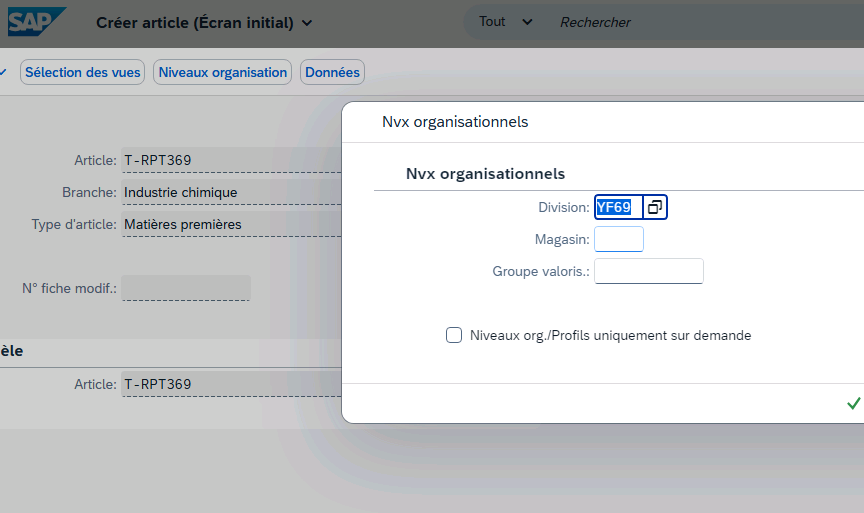 SAP Créer article (Écran initial) Tout Rechercher
Sélection des vues Niveaux organisation Données
Nvx organisationnels
Article: T-RPT369
Nvx organisationnels
Branche: Industrie chimique
Division: YF69
Type d'article: Matières premières
Magasin:
Groupe valoris.:
N° fiche modif.:
Niveaux org./Profils uniquement sur demande
èle
Article: T-RPT369